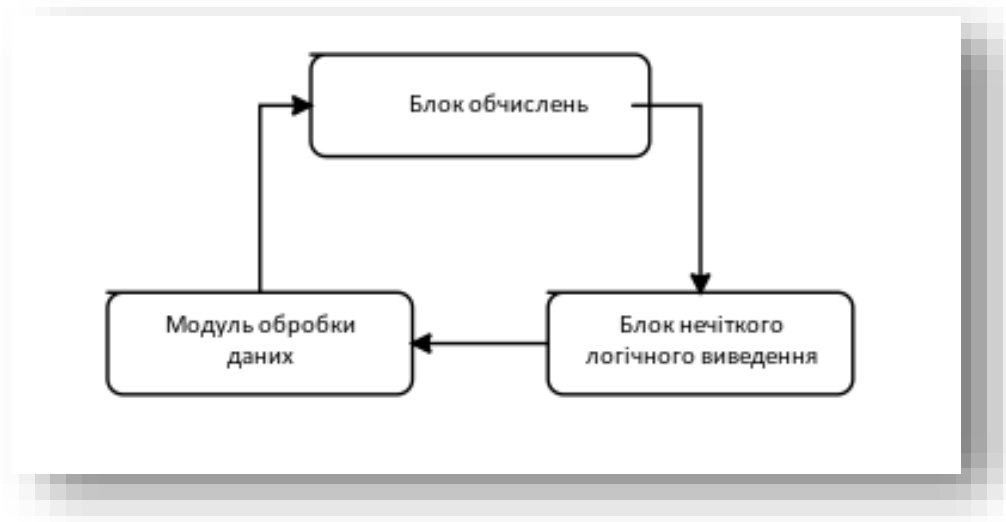 Блок обчислень
Модуль обробки
даних
Блок нечіткого
логічного виведення